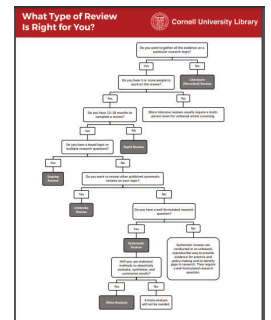 What Type of Review
Is Right for You?
Cornell University Library
Do you want to gather all the evidence on a
particular research topic?
Yes
No
Do you have 3 or more people to
work on the review?
Literature
(Narrative) Review
Yes
No
Do you have 12-18 months to
complete a review?
More intensive reviews usually require a multi-
person team for unbiased article screening.
Yes
No
Do you have a broad topic or
multiple research questions?
Rapid Review
Yes
No
Scoping
Review
Do you want to review other published systematic
reviews on your topic?
Yes
No
Umbrella
Review
Do you have a well-formulated research
question?
Yes
No
Systematic
Review
Systematic reviews are
conducted in an unbiased,
reproducible way to provide
evidence for practice and
policy-making and to identify
gaps in research. They require
a well-formulated research
question.
Will you use statistical
methods to objectively
evaluate, synthesize, and
summarize results?
Yes
No
Meta-Analysis
A meta-analysis
will not be needed.